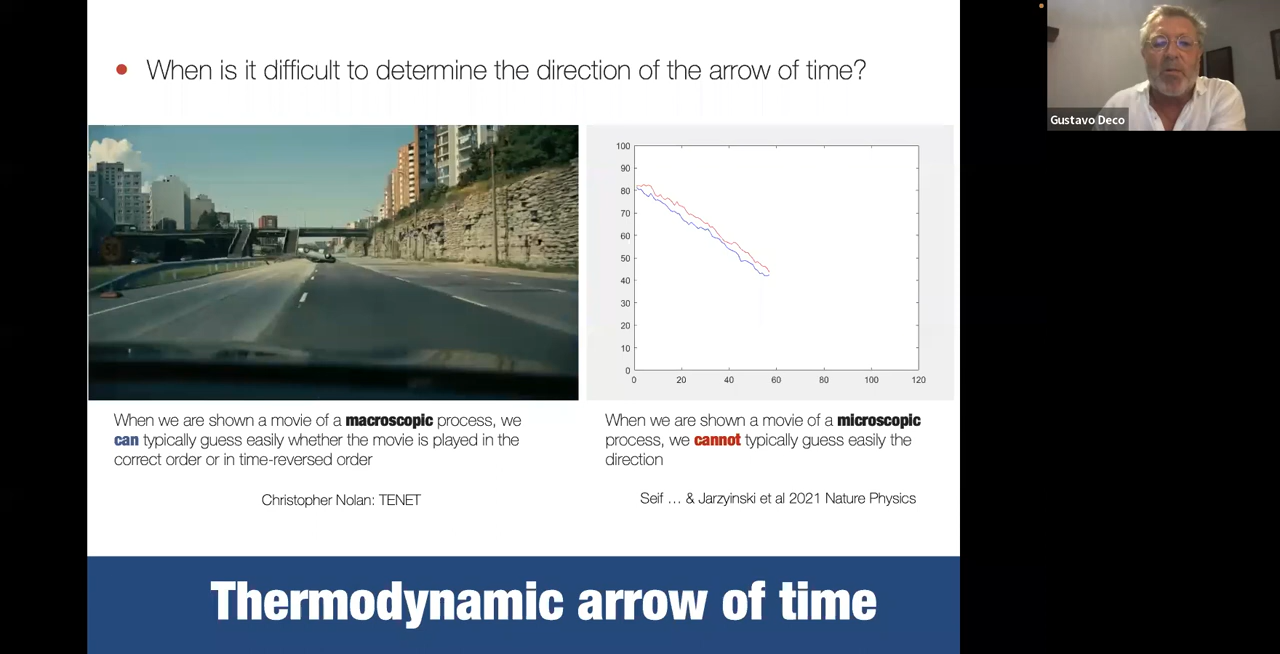 • When is it difficult to determine the direction of the arrow of time?
Gustavo Deco
100
90
80
70
60
50
40
30
20
10
0
0 20 40 60 80 100 120
When we are shown a movie of a macroscopic process, we
can typically guess easily whether the movie is played in the
correct order or in time-reversed order
Christopher Nolan: TENET
When we are shown a movie of a microscopic
process, we cannot typically guess easily the
direction
Seif ... & Jarzyinski et al 2021 Nature Physics
Thermodynamic arrow of time